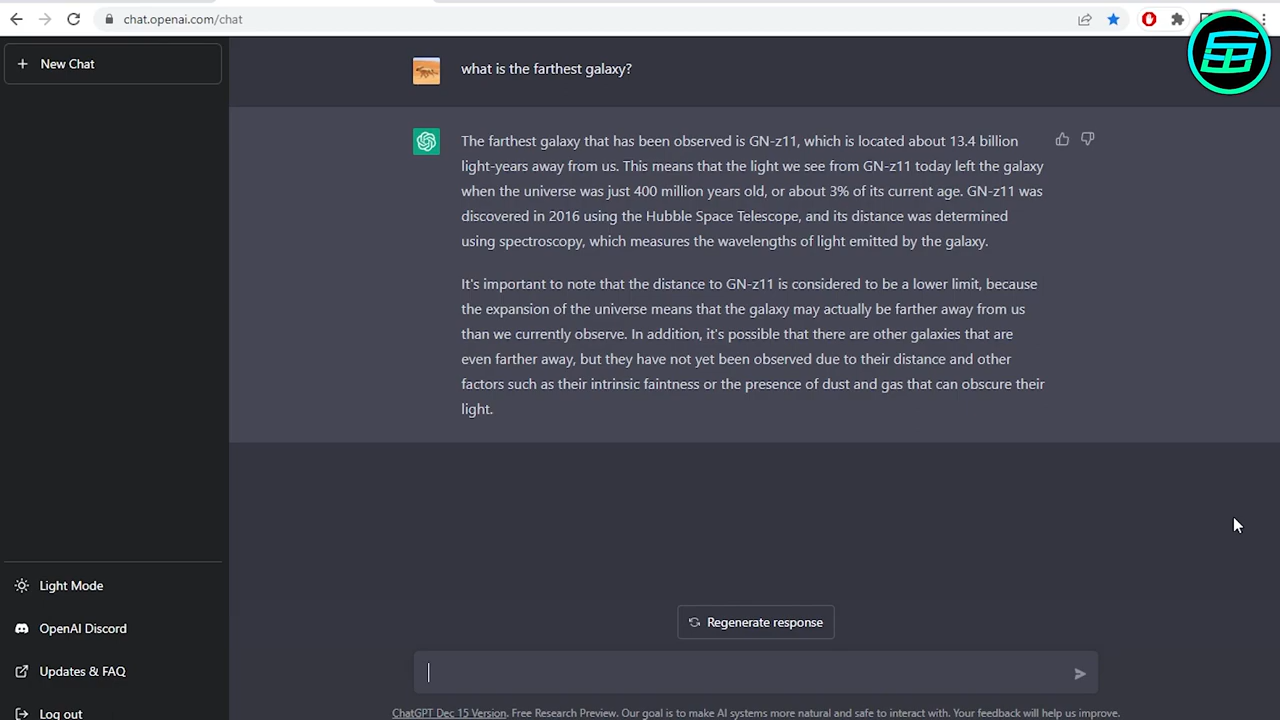 chat.openai.com/chat
New Chat
what is the farthest galaxy?
The farthest galaxy that has been observed is GN-z11, which is located about 13.4 billion
light-years away from us. This means that the light we see from GN-z11 today left the galaxy
when the universe was just 400 million years old, or about 3% of its current age. GN-z11 was
discovered in 2016 using the Hubble Space Telescope, and its distance was determined
using spectroscopy, which measures the wavelengths of light emitted by the galaxy.
It's important to note that the distance to GN-z11 is considered to be a lower limit, because
the expansion of the universe means that the galaxy may actually be farther away from us
than we currently observe. In addition, it's possible that there are other galaxies that are
even farther away, but they have not yet been observed due to their distance and other
factors such as their intrinsic faintness or the presence of dust and gas that can obscure their
light.
Light Mode
OpenAI Discord
Updates & FAQ
Log out
Regenerate response
ChatGPT Dec 15 Version. Free Research Preview. Our goal is to make AI systems more natural and safe to interact with. Your feedback will help us improve.